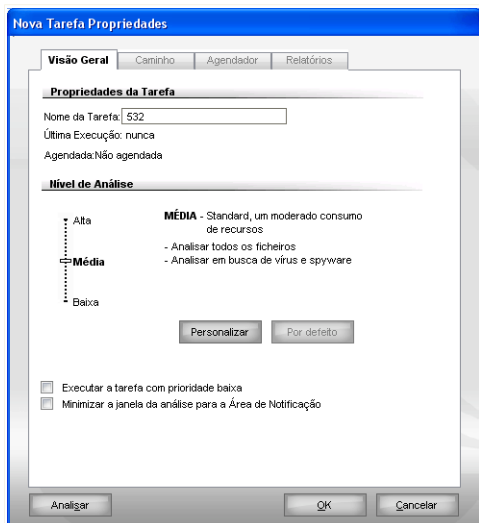 Nova Tarefa Propriedades
Visão Geral Caminho Agendador Relatórios
Propriedades da Tarefa
Nome da Tarefa: 532
Última Execução: nunca
Agendada:Não agendada
Nível de Análise
Alta
Média
Baixa
MÉDIA - Standard, um moderado consumo
de recursos
- Analisar todos os ficheiros
- Analisar em busca de vírus e spyware
Personalizar Por defeito
Executar a tarefa com prioridade baixa
Minimizar a janela da análise para a Área de Notificação
Analisar OK Cancelar